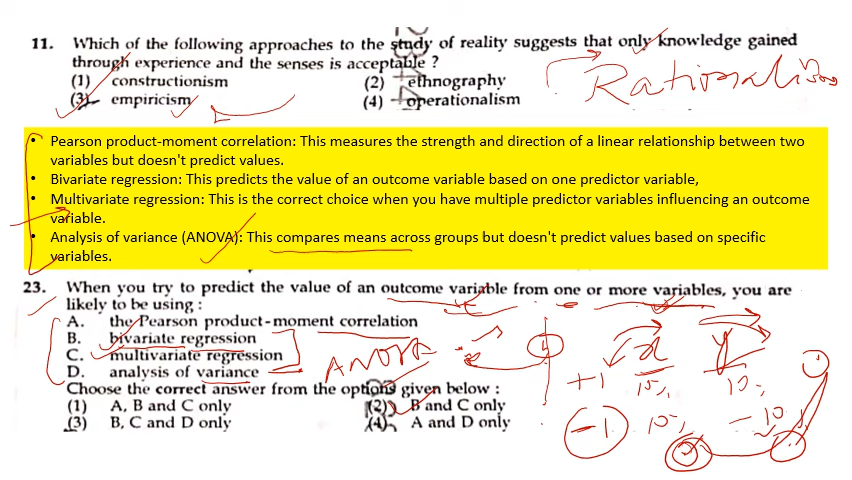 11. Which of the following approaches to the study of reality suggests that only knowledge gained
through experience and the senses is acceptable ?
(1) constructionism (2) ethnography
(3) empiricism (4) operationalism
Rationalism
• Pearson product-moment correlation: This measures the strength and direction of a linear relationship between two
variables but doesn't predict values.
• Bivariate regression: This predicts the value of an outcome variable based on one predictor variable,
• Multivariate regression: This is the correct choice when you have multiple predictor variables influencing an outcome
variable.
• Analysis of variance (ANOVA): This compares means across groups but doesn't predict values based on specific
variables.
23. When you try to predict the value of an outcome variable from one or more variables, you are
likely to be using :
A. the Pearson product-moment correlation
B. bivariate regression
C. multivariate regression
D. analysis of variance
ANOVA
x y
+1 10%
-1 10% -10
Choose the correct answer from the options given below :
(1) A, B and C only (2) B and C only
(3) B, C and D only (4) A and D only